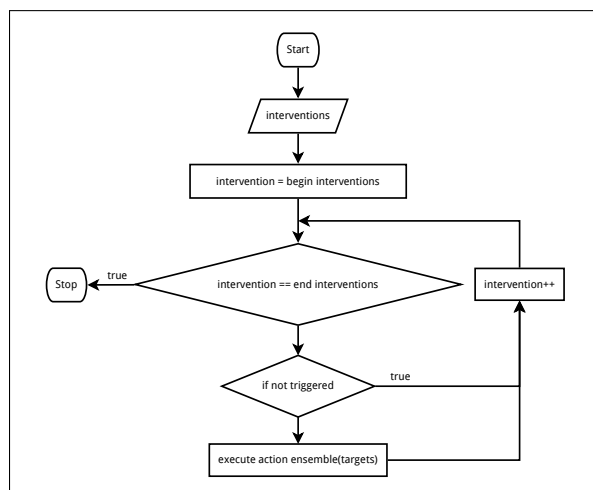 Start
interventions
intervention = begin interventions
intervention == end interventions
true
Stop
intervention++
if not triggered
true
execute action ensemble(targets)